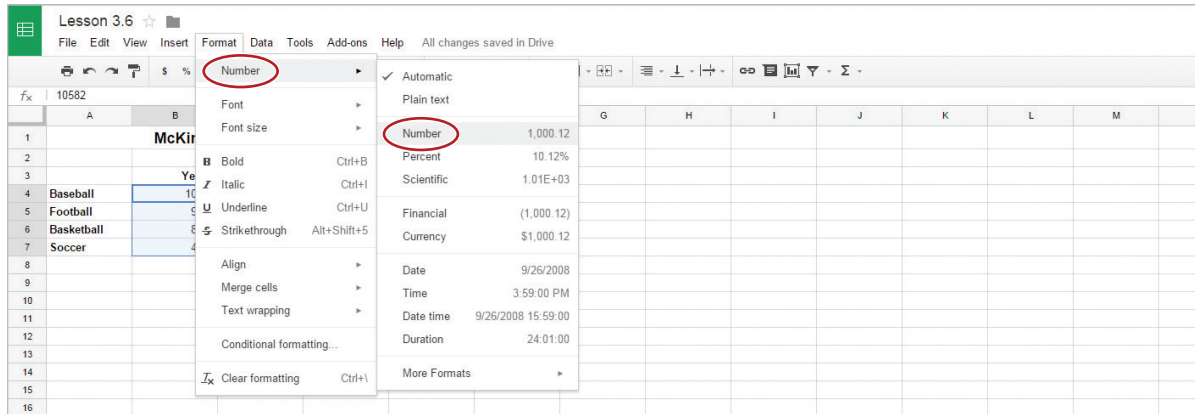 Lesson 3.6
File Edit View Insert Format Data Tools Add-ons Help All changes saved in Drive
$ %
Number
Automatic
Plain text
Number 1,000.12
Percent 10.12%
Scientific 1.01E+03
Financial (1,000.12)
Currency $1,000.12
Date 9/26/2008
Time 3:59:00 PM
Date time 9/26/2008 15:59:00
Duration 24:01:00
More Formats
Font
Font size
B Bold Ctrl+B
I Italic Ctrl+I
U Underline Ctrl+U
S Strikethrough Alt+Shift+5
Align
Merge cells
Text wrapping
Conditional formatting...
Clear formatting Ctrl+\
fx 10582
A B G H I J K L M
1 McKin
2
3 Ye
4 Baseball 10
5 Football 9
6 Basketball 8
7 Soccer 4
8
9
10
11
12
13
14
15
16